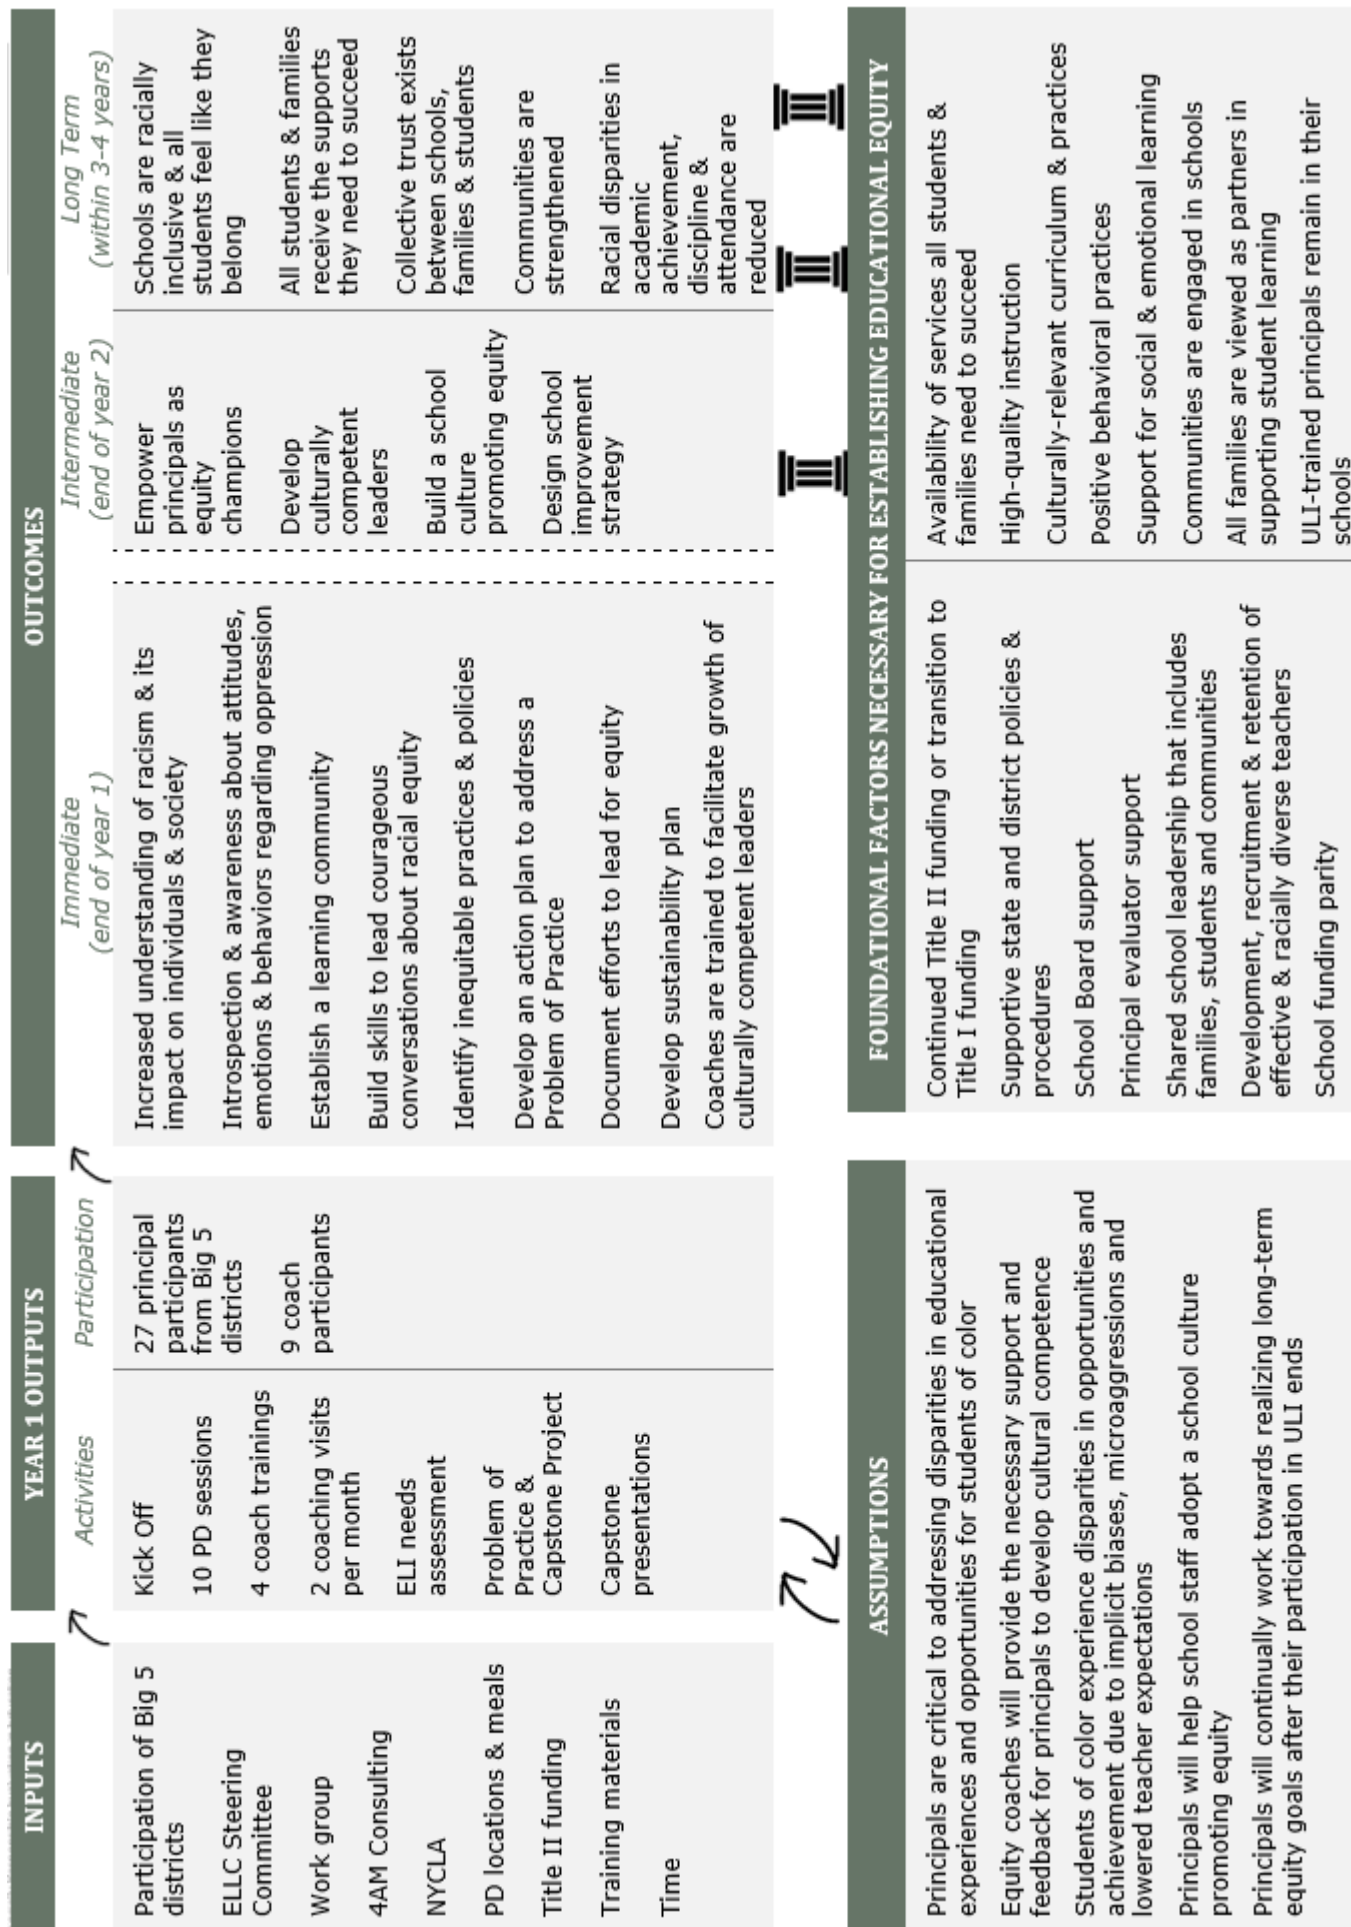 INPUTS
Participation of Big 5
districts
ELLC Steering
Committee
Work group
4AM Consulting
NYCLA
PD locations & meals
Title II funding
Training materials
Time
YEAR 1 OUTPUTS
Activities
Kick Off
10 PD sessions
4 coach trainings
2 coaching visits
per month
ELI needs
assessment
Problem of
Practice &
Capstone Project
Capstone
presentations
Participation
27 principal
participants
from Big 5
districts
9 coach
participants
OUTCOMES
Immediate
(end of year 1)
Increased understanding of racism & its
impact on individuals & society
Introspection & awareness about attitudes,
emotions & behaviors regarding oppression
Establish a learning community
Build skills to lead courageous
conversations about racial equity
Identify inequitable practices & policies
Develop an action plan to address a
Problem of Practice
Document efforts to lead for equity
Develop sustainability plan
Coaches are trained to facilitate growth of
culturally competent leaders
Intermediate
(end of year 2)
Empower
principals as
equity
champions
Develop
culturally
competent
leaders
Build a school
culture
promoting equity
Design school
improvement
strategy
Long Term
(within 3-4 years)
Schools are racially
inclusive & all
students feel like they
belong
All students & families
receive the supports
they need to succeed
Collective trust exists
between schools,
families & students
Communities are
strengthened
Racial disparities in
academic
achievement,
discipline &
attendance are
reduced
ASSUMPTIONS
Principals are critical to addressing disparities in educational
experiences and opportunities for students of color
Equity coaches will provide the necessary support and
feedback for principals to develop cultural competence
Students of color experience disparities in opportunities and
achievement due to implicit biases, microaggressions and
lowered teacher expectations
Principals will help school staff adopt a school culture
promoting equity
Principals will continually work towards realizing long-term
equity goals after their participation in ULI ends
FOUNDATIONAL FACTORS NECESSARY FOR ESTABLISHING EDUCATIONAL EQUITY
Continued Title II funding or transition to
Title I funding
Supportive state and district policies &
procedures
School Board support
Principal evaluator support
Shared school leadership that includes
families, students and communities
Development, recruitment & retention of
effective & racially diverse teachers
School funding parity
Availability of services all students &
families need to succeed
High-quality instruction
Culturally-relevant curriculum & practices
Positive behavioral practices
Support for social & emotional learning
Communities are engaged in schools
All families are viewed as partners in
supporting student learning
ULI-trained principals remain in their
schools